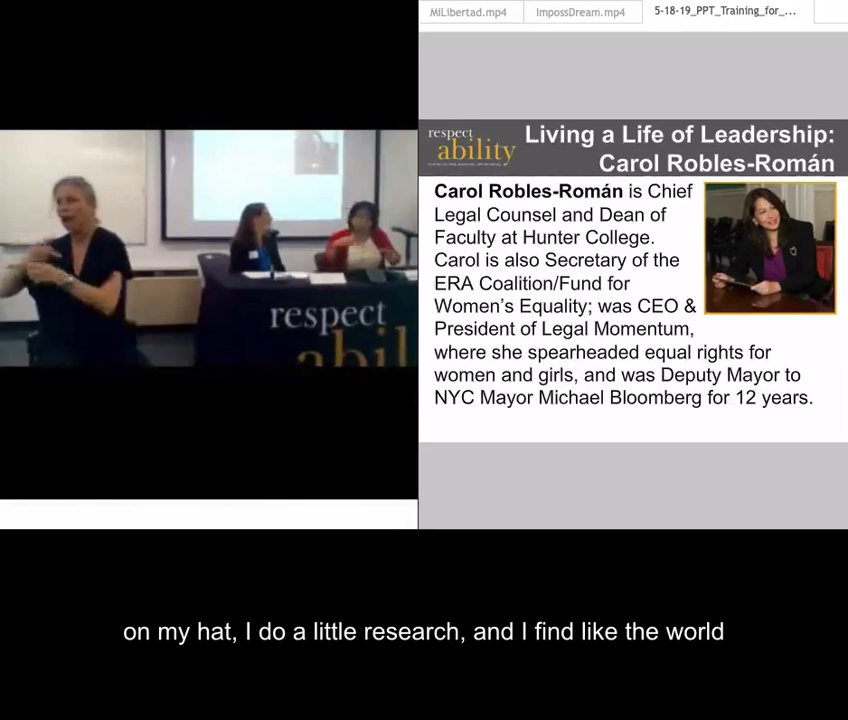 MiLibertad.mp4
ImpossDream.mp4
5-18-19_PPT_Training_for_...
respect
ability
Living a Life of Leadership:
Carol Robles-Román
Carol Robles-Román is Chief
Legal Counsel and Dean of
Faculty at Hunter College.
Carol is also Secretary of the
ERA Coalition/Fund for
Women's Equality; was CEO &
President of Legal Momentum,
where she spearheaded equal rights for
women and girls, and was Deputy Mayor to
NYC Mayor Michael Bloomberg for 12 years.
respect
abil
on my hat, I do a little research, and I find like the world